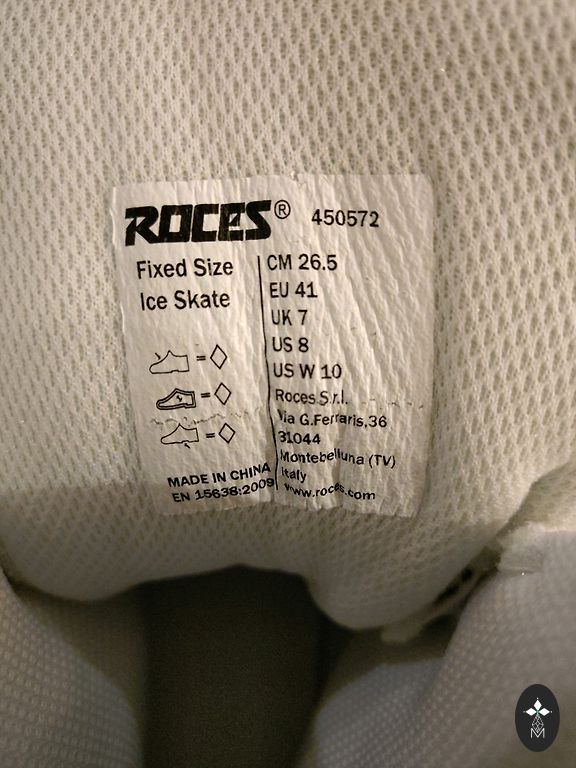 ROCES® 450572
Fixed Size
Ice Skate
CM 26.5
EU 41
UK 7
US 8
US W 10
Roces S.r.l.
Via G.Ferraris,36
31044
Montebelluna (TV)
Italy
www.roces.com
=
=
=
MADE IN CHINA
EN 15638:2009
M